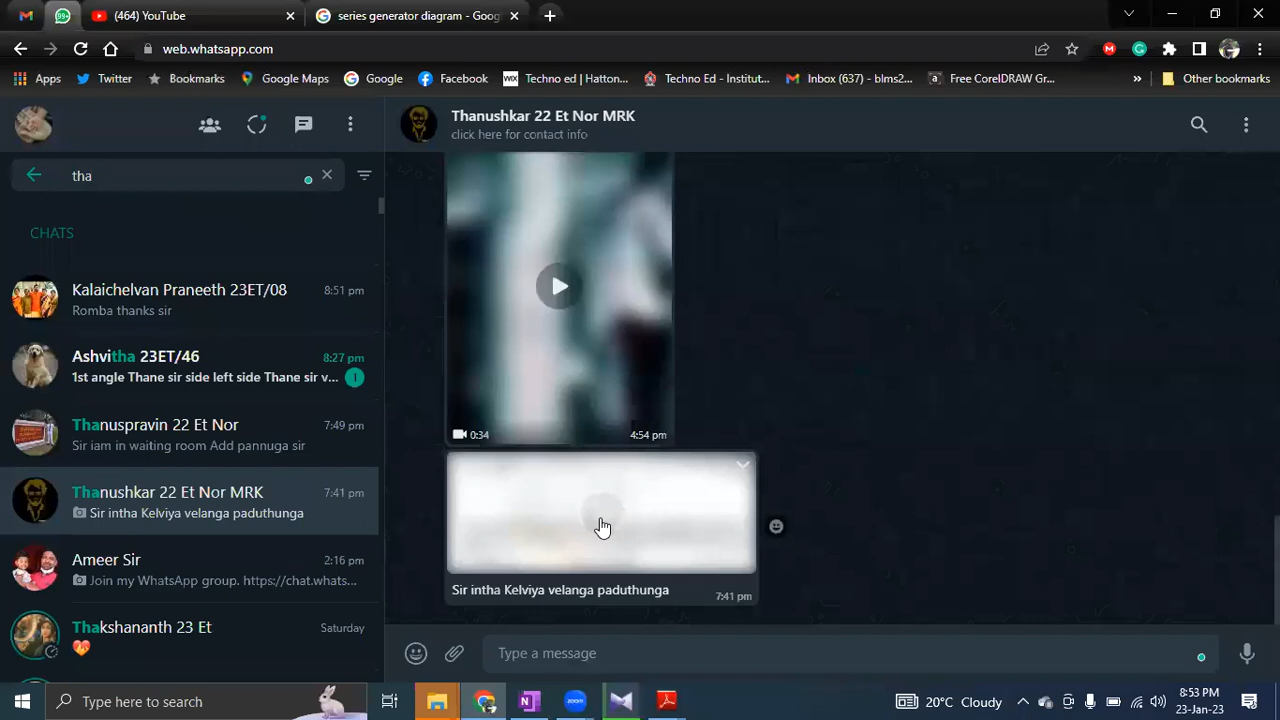 (464) YouTube
series generator diagram - Goog
web.whatsapp.com
Apps
Twitter
Bookmarks
Google Maps
Google
Facebook
WIX
Techno ed | Hatton...
Techno Ed - Institut...
Inbox (637) - blms2...
Free CorelDRAW Gr...
»
Other bookmarks
Thanushkar 22 Et Nor MRK
click here for contact info
tha
CHATS
Kalaichelvan Praneeth 23ET/08
8:51 pm
Romba thanks sir
Ashvitha 23ET/46
8:27 pm
1st angle Thane sir side left side Thane sir v...
Thanuspravin 22 Et Nor
7:49 pm
Sir iam in waiting room Add pannuga sir
Thanushkar 22 Et Nor MRK
7:41 pm
Sir intha Kelviya velanga paduthunga
Ameer Sir
2:16 pm
Join my WhatsApp group. https://chat.whats...
Thakshananth 23 Et
Saturday
0:34
4:54 pm
Sir intha Kelviya velanga paduthunga
7:41 pm
Type a message
Type here to search
zoom
20°C Cloudy
8:53 PM
23-Jan-23